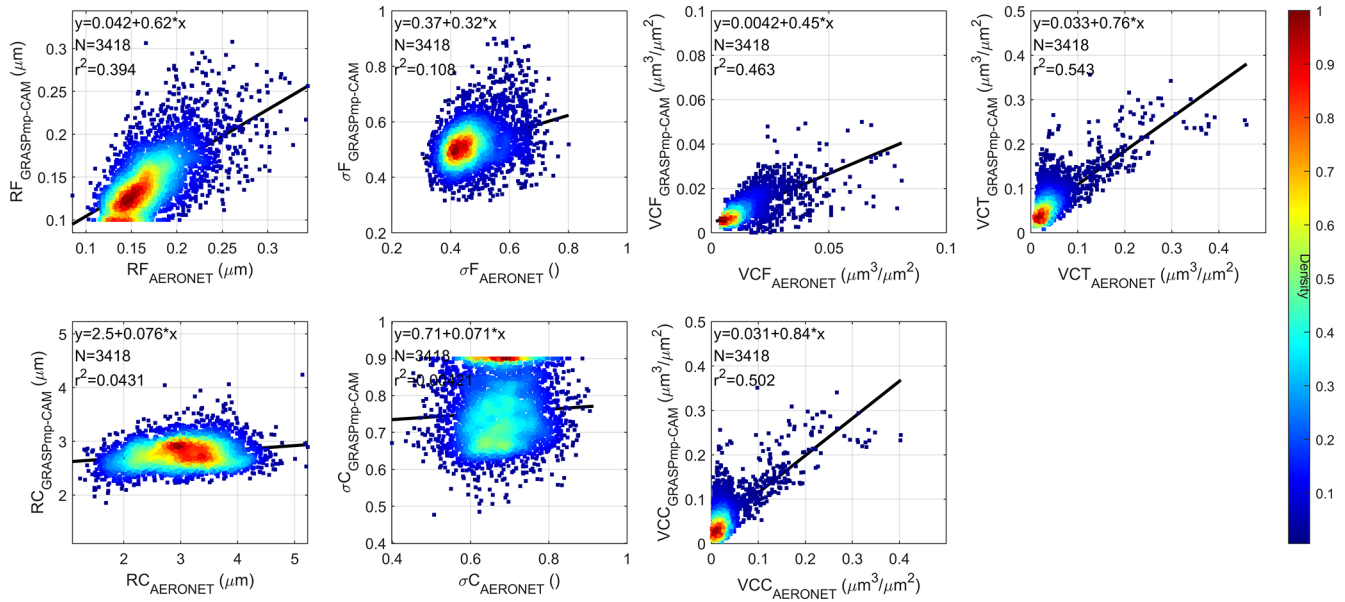 y=0.042+0.62*x
N=3418
r²=0.394
RF_GRASPmp-CAM (μm)
0.3
0.25
0.2
0.15
0.1
0.1 0.15 0.2 0.25 0.3
RF_AERONET (μm)
y=0.37+0.32*x
N=3418
r²=0.108
σF_GRASPmp-CAM
1
0.8
0.6
0.4
0.2
0.2 0.4 0.6 0.8 1
σF_AERONET ()
y=0.0042+0.45*x
N=3418
r²=0.463
VCF_GRASPmp-CAM (μm³/μm²)
0.1
0.08
0.06
0.04
0.02
0
0 0.05 0.1
VCF_AERONET (μm³/μm²)
y=0.033+0.76*x
N=3418
r²=0.543
VCT_GRASPmp-CAM (μm³/μm²)
0.5
0.4
0.3
0.2
0.1
0
0 0.1 0.2 0.3 0.4
VCT_AERONET (μm³/μm²)
y=2.5+0.076*x
N=3418
r²=0.0431
RC_GRASPmp-CAM (μm)
5
4
3
2
2 3 4 5
RC_AERONET (μm)
y=0.71+0.071*x
N=3418
r²=0.00421
σC_GRASPmp-CAM
1
0.9
0.8
0.7
0.6
0.5
0.4
0.4 0.6 0.8 1
σC_AERONET ()
y=0.031+0.84*x
N=3418
r²=0.502
VCC_GRASPmp-CAM (μm³/μm²)
0.5
0.4
0.3
0.2
0.1
0
0 0.1 0.2 0.3 0.4 0.5
VCC_AERONET (μm³/μm²)
1
0.9
0.8
0.7
0.6
0.5
0.4
0.3
0.2
0.1
Density